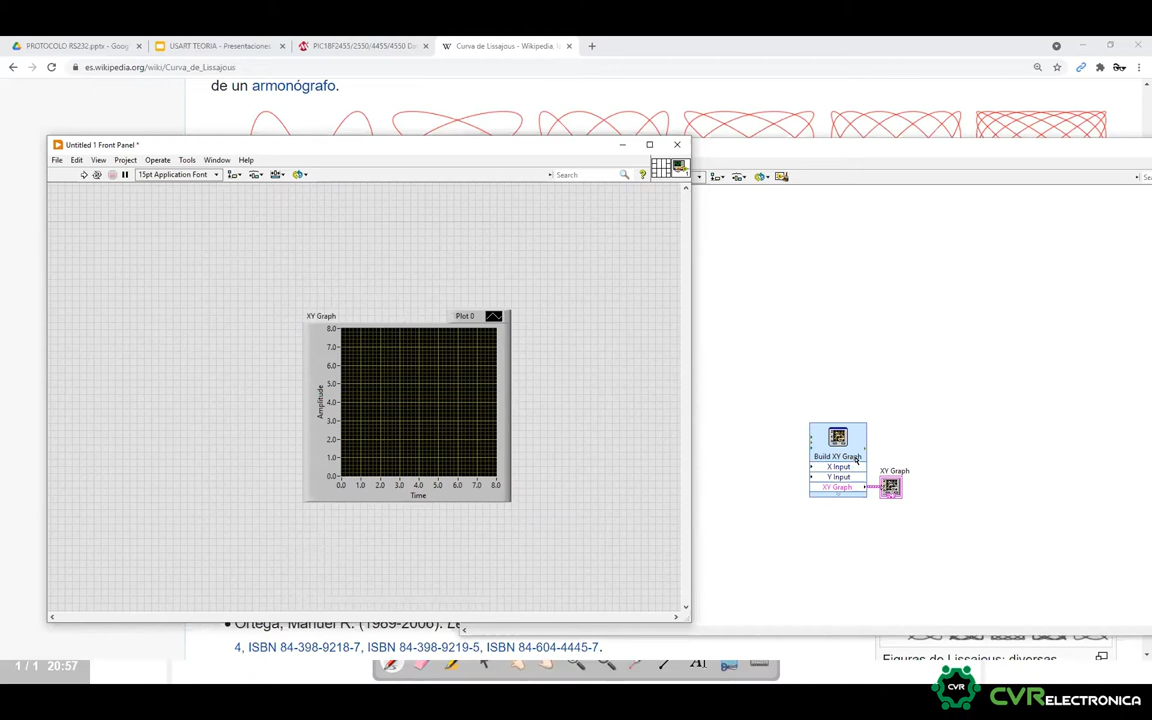 PROTOCOLO RS232.pptx - Goog
USART TEORIA - Presentaciones
PIC18F2455/2550/4455/4550 Da
Curva de Lissajous - Wikipedia, l
es.wikipedia.org/wiki/Curva_de_Lissajous
de un armonógrafo.
Untitled 1 Front Panel *
File Edit View Project Operate Tools Window Help
15pt Application Font
Search
Sea
XY Graph
Plot 0
8.0
7.0
6.0
5.0
4.0
3.0
2.0
1.0
0.0
Amplitude
0.0 1.0 2.0 3.0 4.0 5.0 6.0 7.0 8.0
Time
Build XY Graph
X Input
Y Input
XY Graph
XY Graph
Ortega, Manuel R. (1989-2006).
4, ISBN 84-398-9218-7, ISBN 84-398-9219-5, ISBN 84-604-4445-7.
Figuras de Lissajous: diversas
1 / 1 20:57
CVR
CVRELECTRONICA